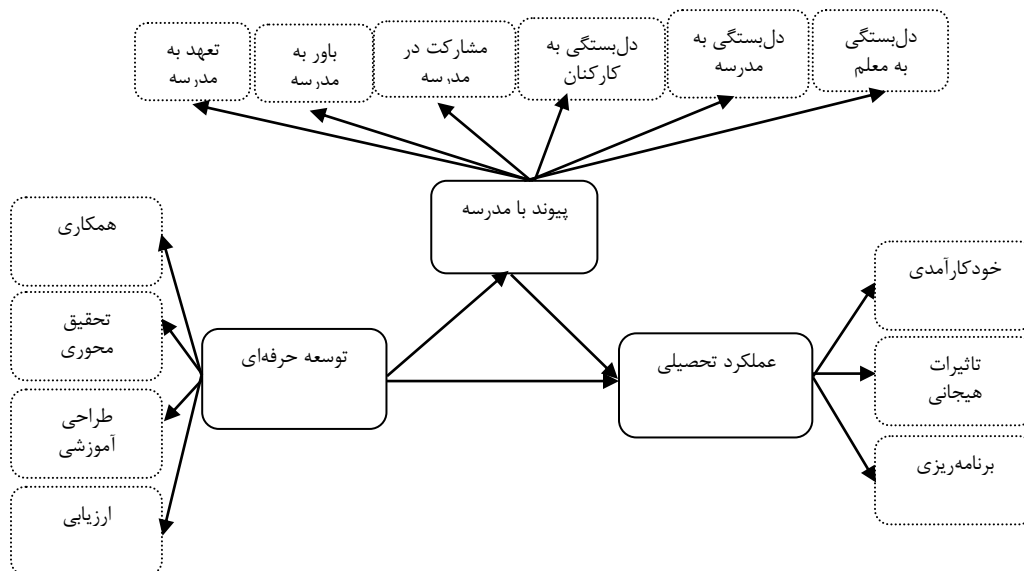 دل‌بستگی
به معلم
دل‌بستگی به
مدرسه
دل‌بستگی به
کارکنان
مشارکت در
مدرسه
باور به
مدرسه
تعهد به
مدرسه
پیوند با مدرسه
همکاری
تحقیق
محوری
طراحی
آموزشی
ارزیابی
توسعه حرفه‌ای
عملکرد تحصیلی
خودکارآمدی
تاثیرات
هیجانی
برنامه‌ریزی